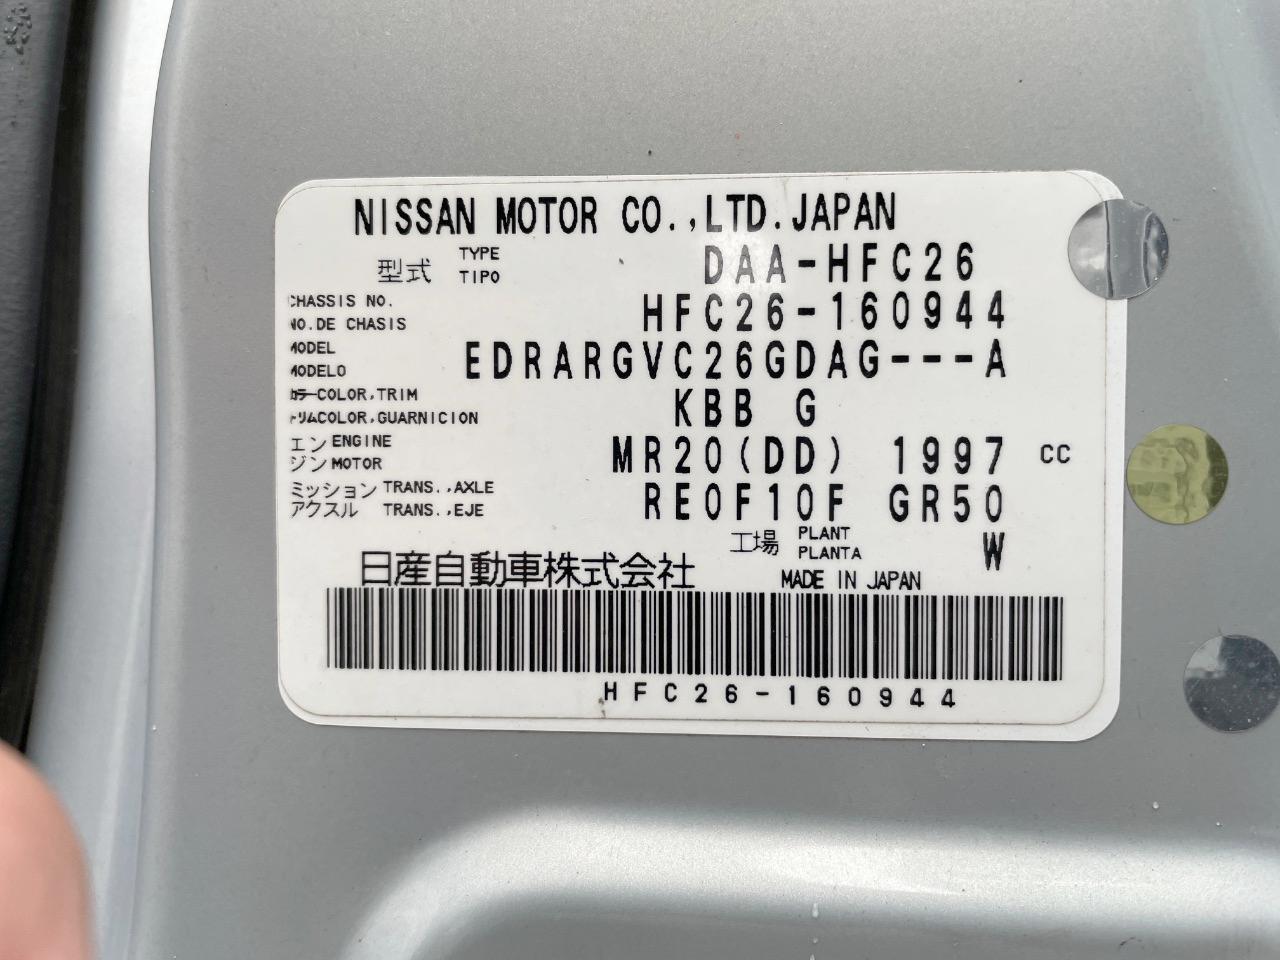 NISSAN MOTOR CO.,LTD.JAPAN
型式 TYPE TIPO DAA-HFC26
CHASSIS NO.
NO.DE CHASIS HFC26-160944
MODEL
MODELO EDRARGVC26GDAG---A
カラー COLOR,TRIM
トリム COLOR,GUARNICION KBB G
エンジン ENGINE MOTOR MR20(DD) 1997 CC
ミッション TRANS.,AXLE
アクスル TRANS.,EJE RE0F10F GR50
工場 PLANT PLANTA W
日産自動車株式会社 MADE IN JAPAN
HFC26-160944